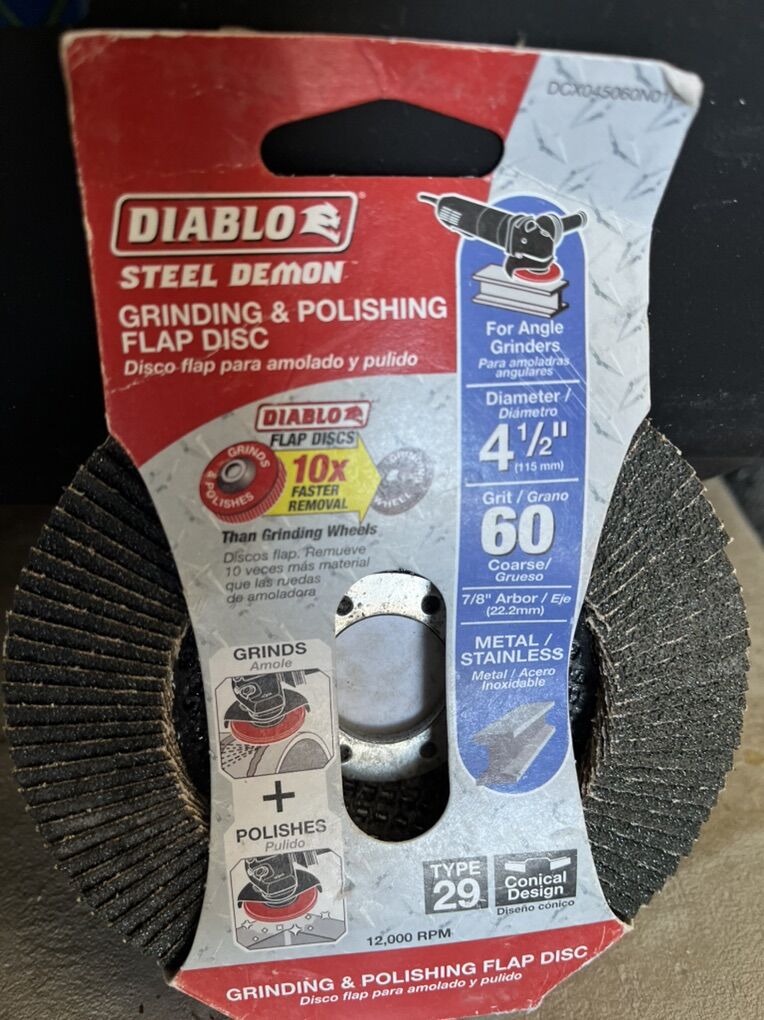 DCX045060N01
DIABLO
STEEL DEMON
GRINDING & POLISHING
FLAP DISC
Disco flap para amolado y pulido
For Angle
Grinders
Para amoladras
angulares
Diameter /
Diámetro
4 1/2"
(115 mm)
Grit / Grano
60
Coarse/
Grueso
7/8" Arbor / Eje
(22.2mm)
METAL /
STAINLESS
Metal / Acero
Inoxidable
DIABLO
FLAP DISCS
GRINDS
& POLISHES
10x
FASTER
REMOVAL
GRINDING
WHEEL
Than Grinding Wheels
Discos flap. Remueve
10 veces más material
que las ruedas
de amoladora
GRINDS
Amole
+
POLISHES
Pulido
TYPE
29
Conical
Design
Diseño cónico
12,000 RPM
GRINDING & POLISHING FLAP DISC
Disco flap para amolado y pulido